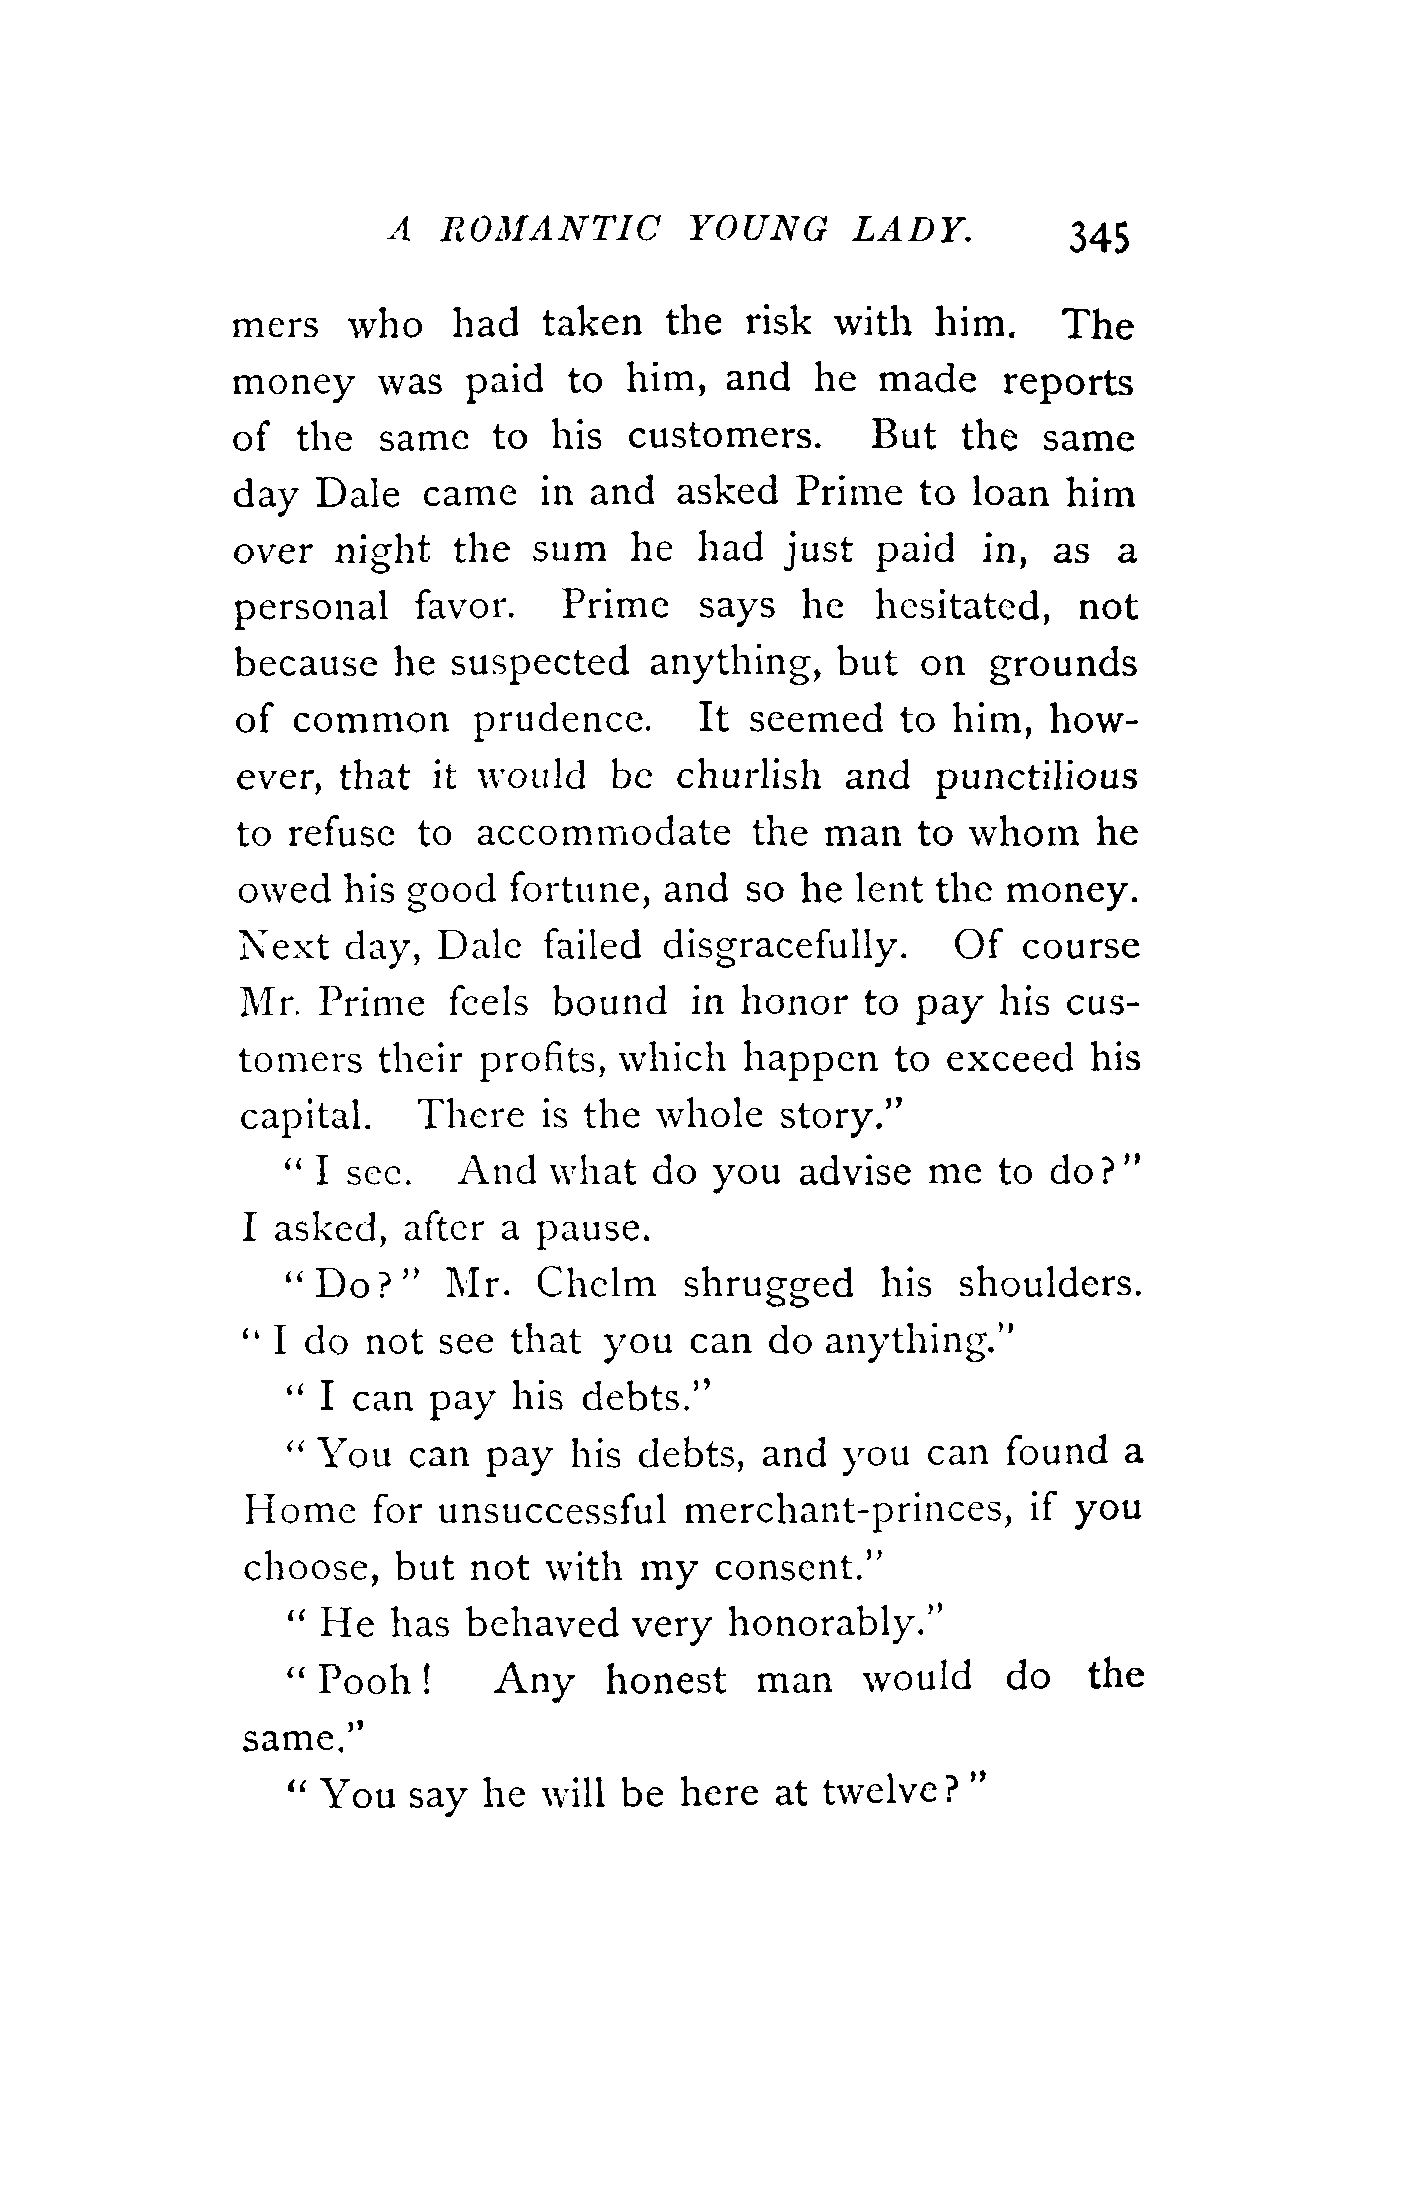 A ROMANTIC YOUNG LADY. 345
mers who had taken the risk with him. The
money was paid to him, and he made reports
of the same to his customers. But the same
day Dale came in and asked Prime to loan him
over night the sum he had just paid in, as a
personal favor. Prime says he hesitated, not
because he suspected anything, but on grounds
of common prudence. It seemed to him, how-
ever, that it would be churlish and punctilious
to refuse to accommodate the man to whom he
owed his good fortune, and so he lent the money.
Next day, Dale failed disgracefully. Of course
Mr. Prime feels bound in honor to pay his cus-
tomers their profits, which happen to exceed his
capital. There is the whole story."
"I see. And what do you advise me to do?"
I asked, after a pause.
"Do?" Mr. Chelm shrugged his shoulders.
"I do not see that you can do anything."
"I can pay his debts."
"You can pay his debts, and you can found a
Home for unsuccessful merchant-princes, if you
choose, but not with my consent."
"He has behaved very honorably."
"Pooh! Any honest man would do the
same."
"You say he will be here at twelve?"